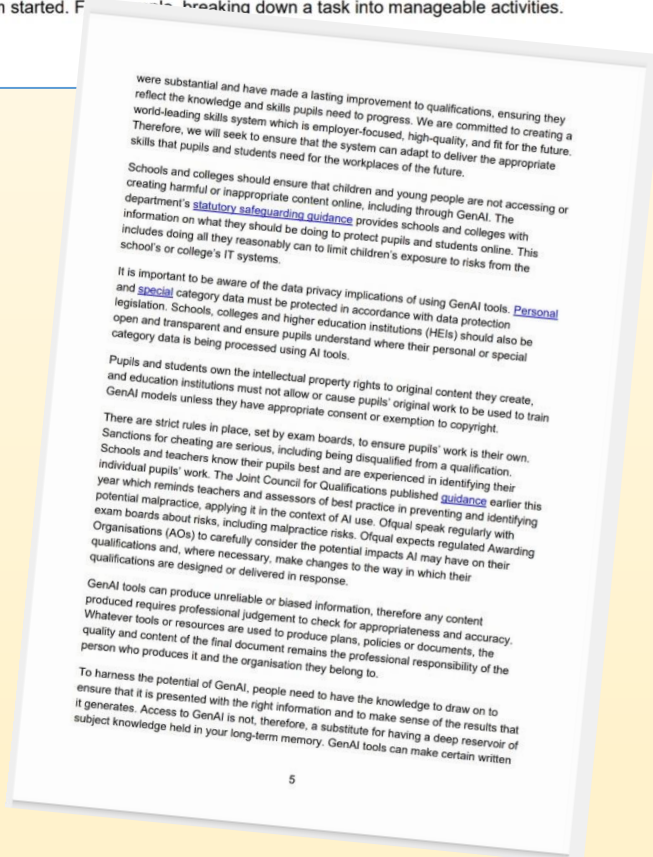 n started. F breaking down a task into manageable activities.
were substantial and have made a lasting improvement to qualifications, ensuring they
reflect the knowledge and skills pupils need to progress. We are committed to creating a
world-leading skills system which is employer-focused, high-quality, and fit for the future.
Therefore, we will seek to ensure that the system can adapt to deliver the appropriate
skills that pupils and students need for the workplaces of the future.
Schools and colleges should ensure that children and young people are not accessing or
creating harmful or inappropriate content online, including through GenAI. The
department's statutory safeguarding guidance provides schools and colleges with
information on what they should be doing to protect pupils and students online. This
includes doing all they reasonably can to limit children's exposure to risks from the
school's or college's IT systems.
It is important to be aware of the data privacy implications of using GenAI tools. Personal
and special category data must be protected in accordance with data protection
legislation. Schools, colleges and higher education institutions (HEIs) should also be
open and transparent and ensure pupils understand where their personal or special
category data is being processed using AI tools.
Pupils and students own the intellectual property rights to original content they create,
and education institutions must not allow or cause pupils' original work to be used to train
GenAI models unless they have appropriate consent or exemption to copyright.
There are strict rules in place, set by exam boards, to ensure pupils' work is their own.
Sanctions for cheating are serious, including being disqualified from a qualification.
Schools and teachers know their pupils best and are experienced in identifying their
individual pupils' work. The Joint Council for Qualifications published guidance earlier this
year which reminds teachers and assessors of best practice in preventing and identifying
potential malpractice, applying it in the context of AI use. Ofqual speak regularly with
exam boards about risks, including malpractice risks. Ofqual expects regulated Awarding
Organisations (AOs) to carefully consider the potential impacts AI may have on their
qualifications and, where necessary, make changes to the way in which their
qualifications are designed or delivered in response.
GenAI tools can produce unreliable or biased information, therefore any content
produced requires professional judgement to check for appropriateness and accuracy.
Whatever tools or resources are used to produce plans, policies or documents, the
quality and content of the final document remains the professional responsibility of the
person who produces it and the organisation they belong to.
To harness the potential of GenAI, people need to have the knowledge to draw on to
ensure that it is presented with the right information and to make sense of the results that
it generates. Access to GenAI is not, therefore, a substitute for having a deep reservoir of
subject knowledge held in your long-term memory. GenAI tools can make certain written
5